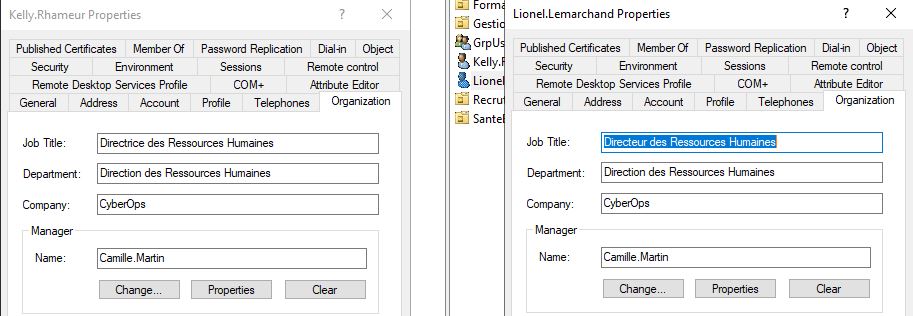 Kelly.Rhameur Properties
Published Certificates Member Of Password Replication Dial-in Object
Security Environment Sessions Remote control
Remote Desktop Services Profile COM+ Attribute Editor
General Address Account Profile Telephones Organization
Job Title: Directrice des Ressources Humaines
Department: Direction des Ressources Humaines
Company: CyberOps
Manager
Name: Camille.Martin
Change... Properties Clear
Forma
Gestio
GrpUs
Kelly.R
Lionel
Recrut
SanteE
Lionel.Lemarchand Properties ?
Published Certificates Member Of Password Replication Dial-in Object
Security Environment Sessions Remote control
Remote Desktop Services Profile COM+ Attribute Editor
General Address Account Profile Telephones Organization
Job Title: Directeur des Ressources Humaines
Department: Direction des Ressources Humaines
Company: CyberOps
Manager
Name: Camille.Martin
Change... Properties Clear